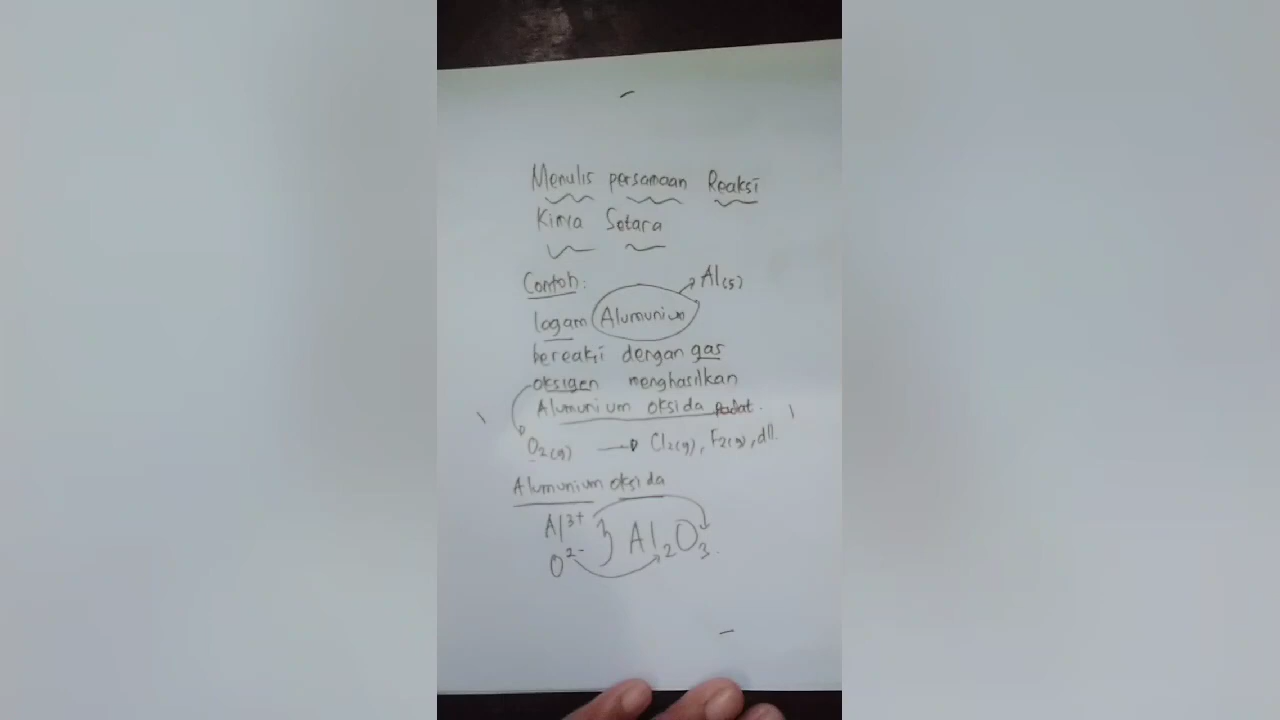 Menulis persamaan Reaksi
Kimia Setara
Contoh:
Al(s)
logam Alumunium
bereaksi dengan gas
oksigen menghasilkan
Alumunium oksida padat.
O2(g) → Cl2(g), F2(g), dll.
Alumunium oksida
Al³⁺
O²⁻ } Al₂O₃